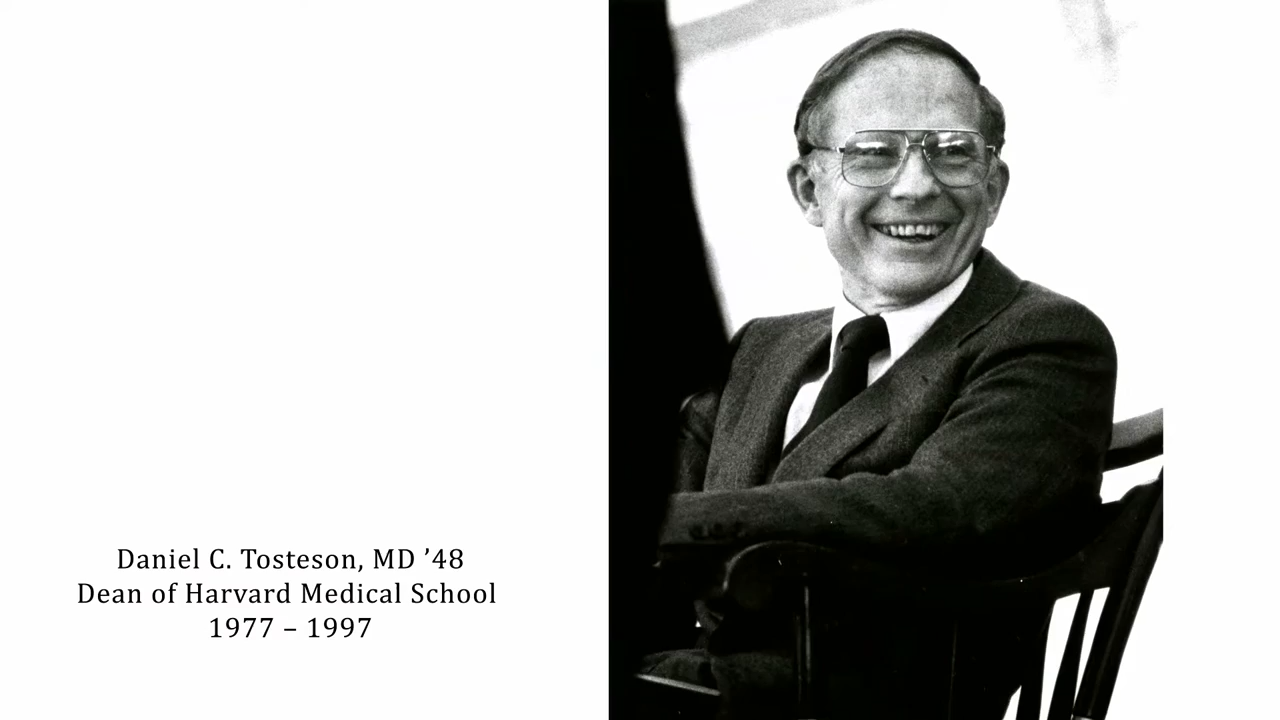 Daniel C. Tosteson, MD ’48
Dean of Harvard Medical School
1977 – 1997